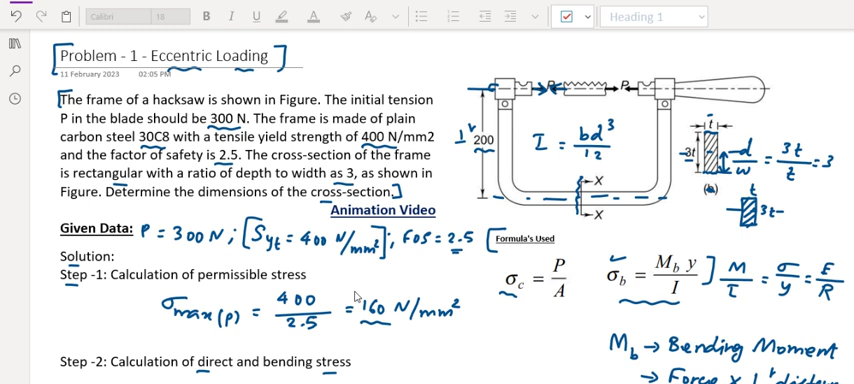 Calibri
18
B I U A
Heading 1
Problem - 1 - Eccentric Loading
11 February 2023 02:05 PM
The frame of a hacksaw is shown in Figure. The initial tension
P in the blade should be 300 N. The frame is made of plain
carbon steel 30C8 with a tensile yield strength of 400 N/mm2
and the factor of safety is 2.5. The cross-section of the frame
is rectangular with a ratio of depth to width as 3, as shown in
Figure. Determine the dimensions of the cross-section.
Animation Video
Given Data: P = 300 N ; [Syt = 400 N/mm²], FOS = 2.5
Solution:
Step -1: Calculation of permissible stress
σmax(P) = 400/2.5 = 160 N/mm²
Step -2: Calculation of direct and bending stress
P
200
I = bd³/12
X
X
t
3t
d/w = 3t/t = 3
t
3t
Formula's Used
σc = P/A
σb = Mb y/I ] M/I = σ/y = E/R
Mb → Bending Moment
→ Force x